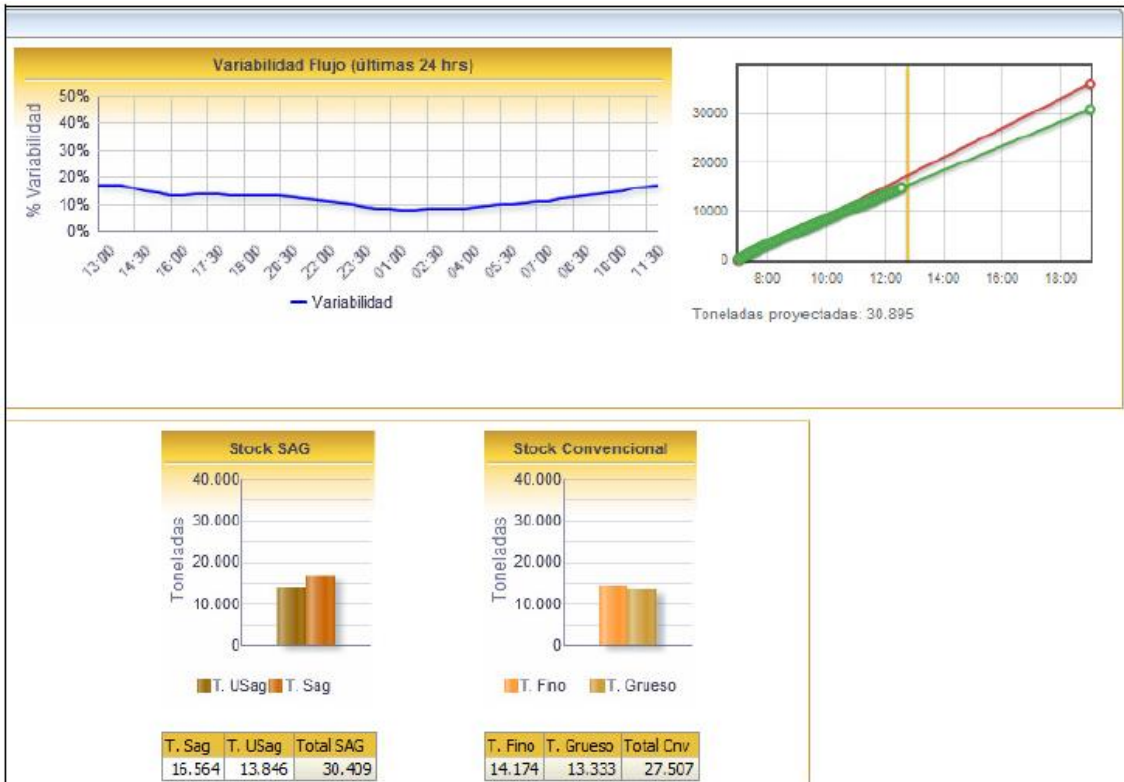 Variabilidad Flujo (últimas 24 hrs)
% Variabilidad
50%
40%
30%
20%
10%
0%
13:00 14:30 16:00 17:30 19:00 20:30 22:00 23:30 01:00 02:30 04:00 05:30 07:00 08:30 10:00 11:30
Variabilidad
30000
20000
10000
0
8:00 10:00 12:00 14:00 16:00 18:00
Toneladas proyectadas: 30.895
Stock SAG
Toneladas
40.000
30.000
20.000
10.000
0
T. USag T. Sag
T. Sag T. USag Total SAG
16.564 13.846 30.409
Stock Convencional
Toneladas
40.000
30.000
20.000
10.000
0
T. Fino T. Grueso
T. Fino T. Grueso Total Cnv
14.174 13.333 27.507